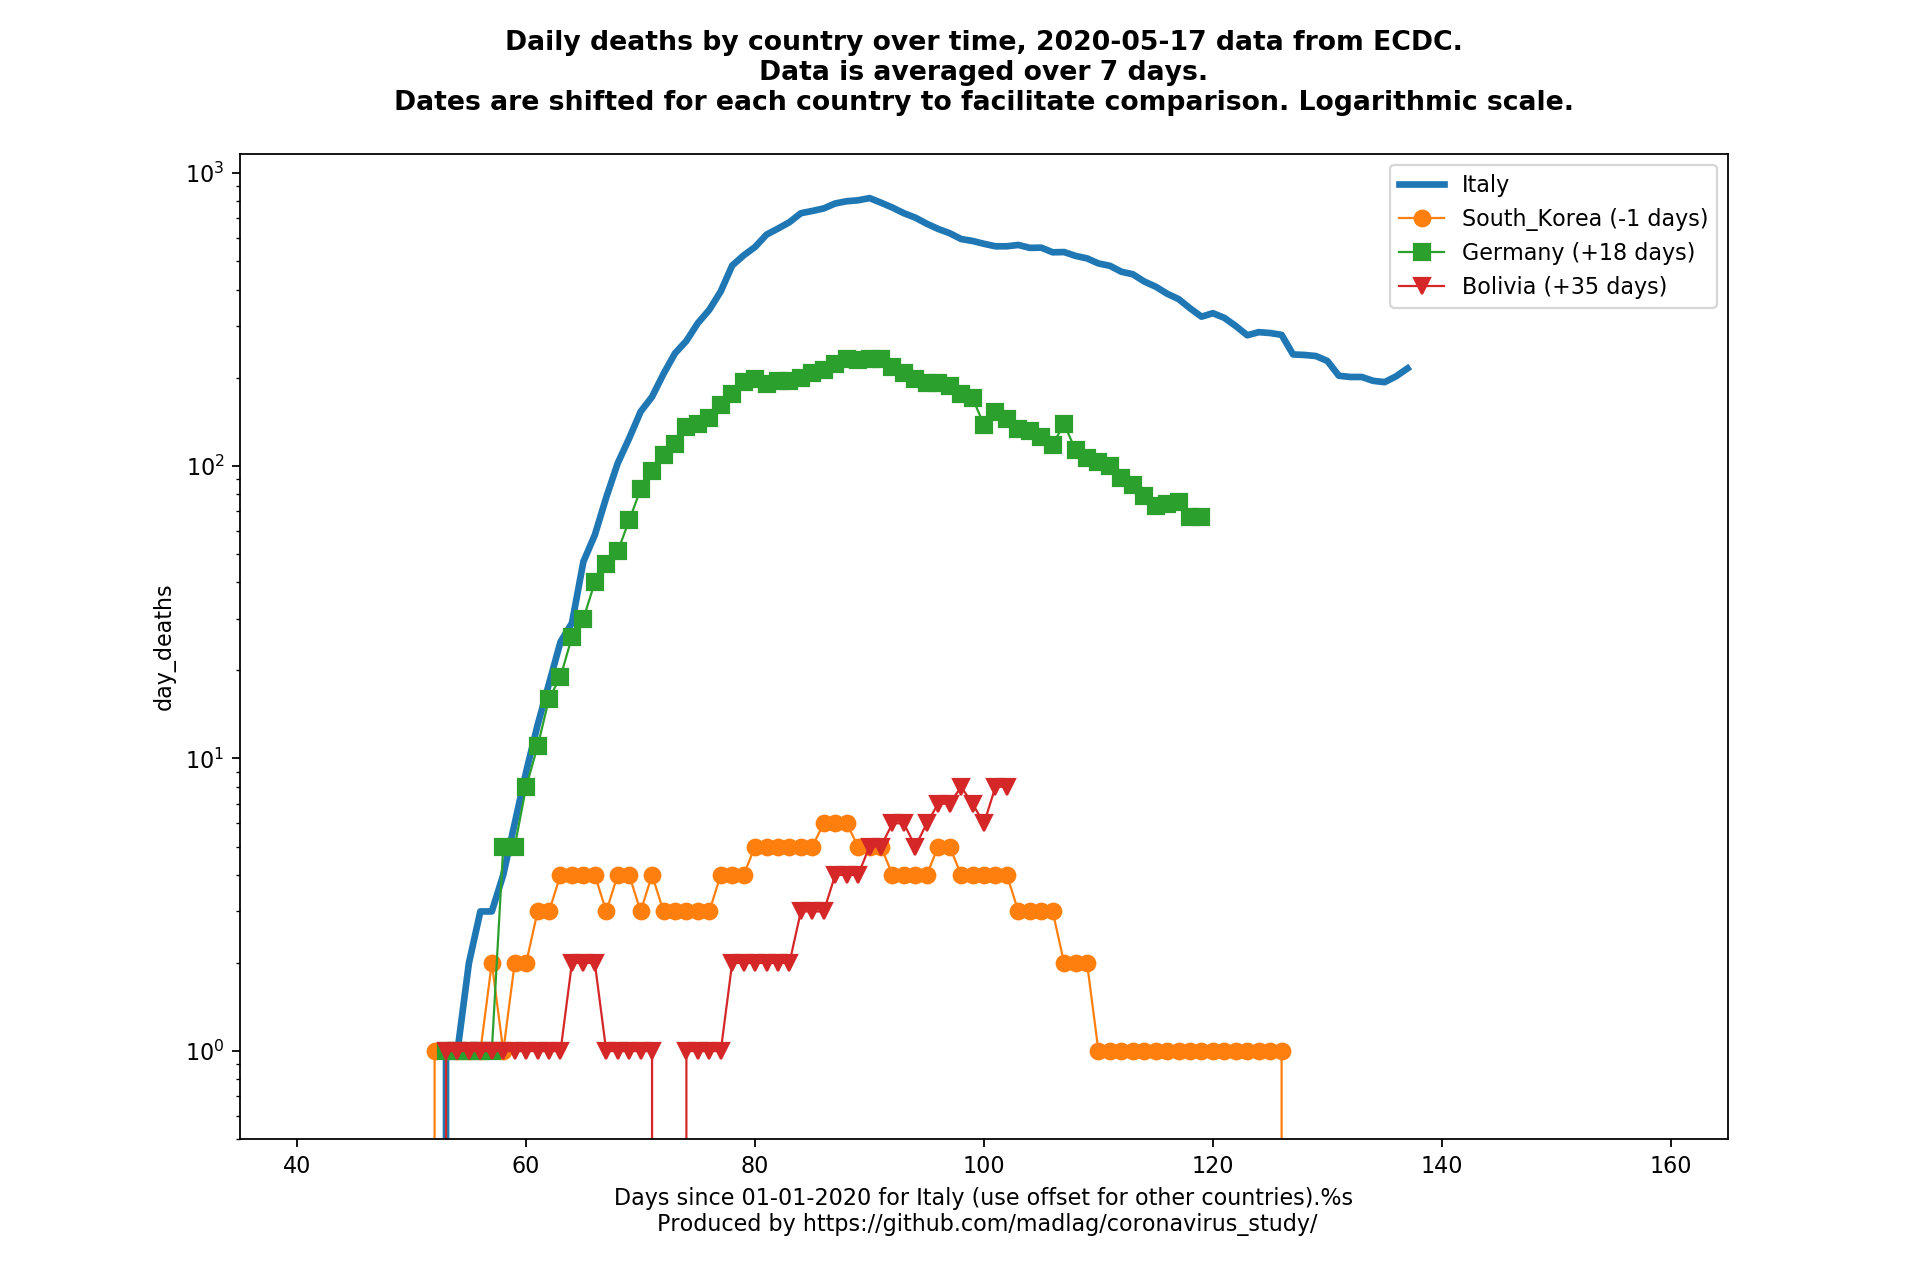 Daily deaths by country over time, 2020-05-17 data from ECDC.
Data is averaged over 7 days.
Dates are shifted for each country to facilitate comparison. Logarithmic scale.
10³
10²
10¹
10⁰
day_deaths
Italy
South_Korea (-1 days)
Germany (+18 days)
Bolivia (+35 days)
40 60 80 100 120 140 160
Days since 01-01-2020 for Italy (use offset for other countries).%s
Produced by https://github.com/madlag/coronavirus_study/